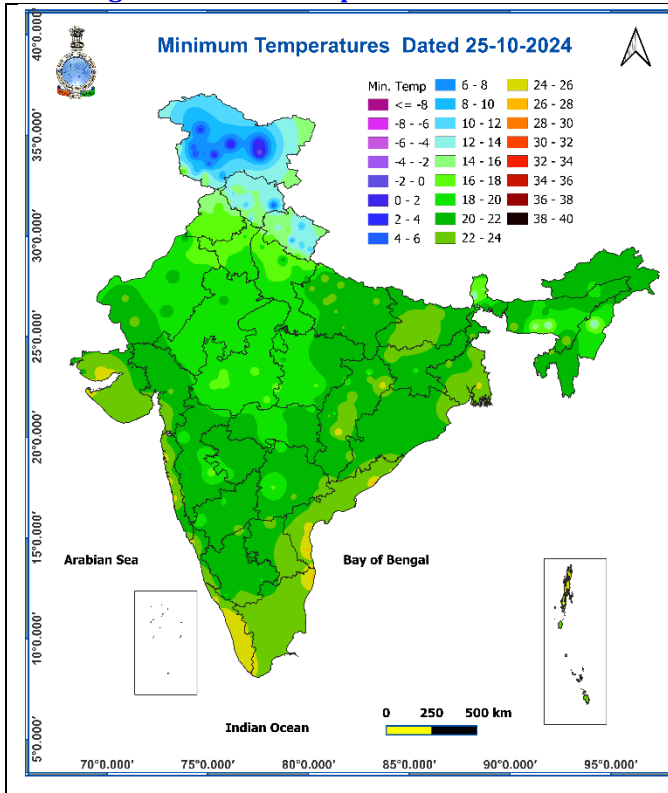 Minimum Temperatures Dated 25-10-2024
Min. Temp
<= -8
-8 - -6
-6 - -4
-4 - -2
-2 - 0
0 - 2
2 - 4
4 - 6
6 - 8
8 - 10
10 - 12
12 - 14
14 - 16
16 - 18
18 - 20
20 - 22
22 - 24
24 - 26
26 - 28
28 - 30
30 - 32
32 - 34
34 - 36
36 - 38
38 - 40
40°0.000'
35°0.000'
30°0.000'
25°0.000'
20°0.000'
15°0.000'
10°0.000'
5°0.000'
Arabian Sea
Bay of Bengal
Indian Ocean
0 250 500 km
70°0.000' 75°0.000' 80°0.000' 85°0.000' 90°0.000' 95°0.000'